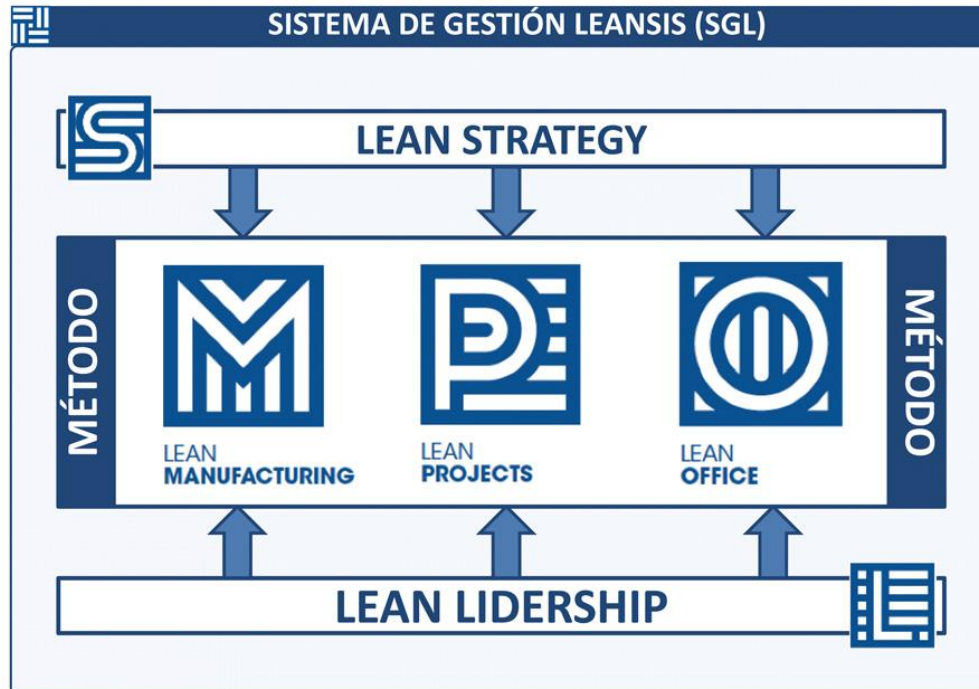 SISTEMA DE GESTIÓN LEANSIS (SGL)
S
LEAN STRATEGY
MÉTODO
M
P
O
MÉTODO
LEAN
MANUFACTURING
LEAN
PROJECTS
LEAN
OFFICE
LEAN LIDERSHIP
L